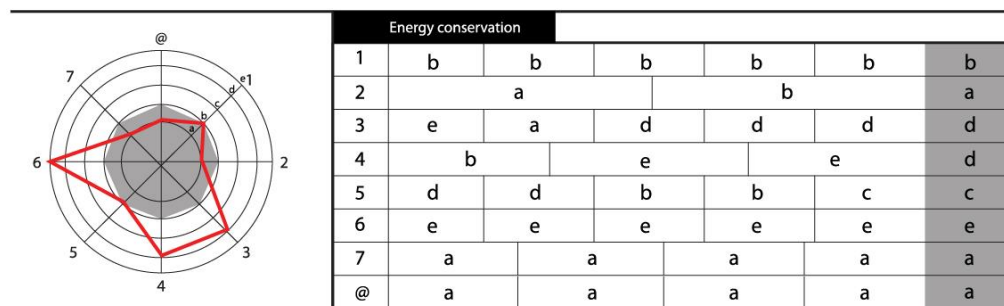 @
7
e1
d
c
b
a
6
2
5
3
4
Energy conservation
1 b b b b b b
2 a b a
3 e a d d d d
4 b e e d
5 d d b b c c
6 e e e e e e
7 a a a a a
@ a a a a a